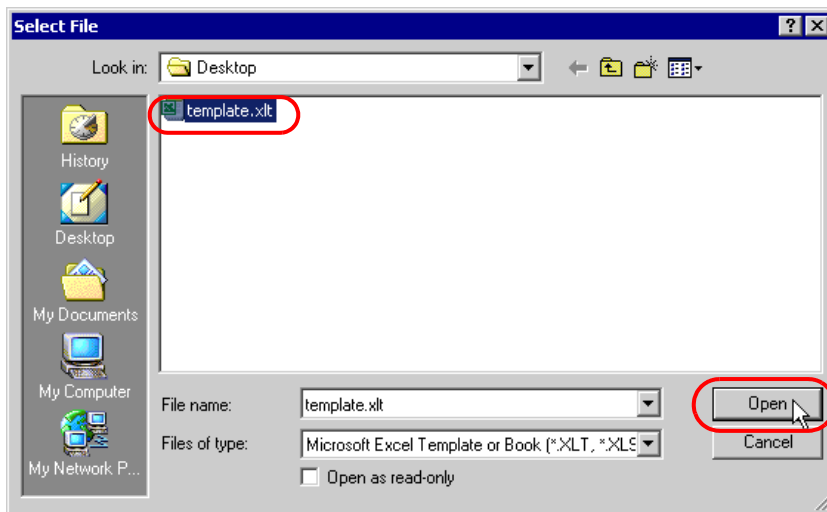 Select File
Look in: Desktop
template.xlt
History
Desktop
My Documents
My Computer
My Network P...
File name: template.xlt Open
Files of type: Microsoft Excel Template or Book (*.XLT, *.XLS Cancel
Open as read-only